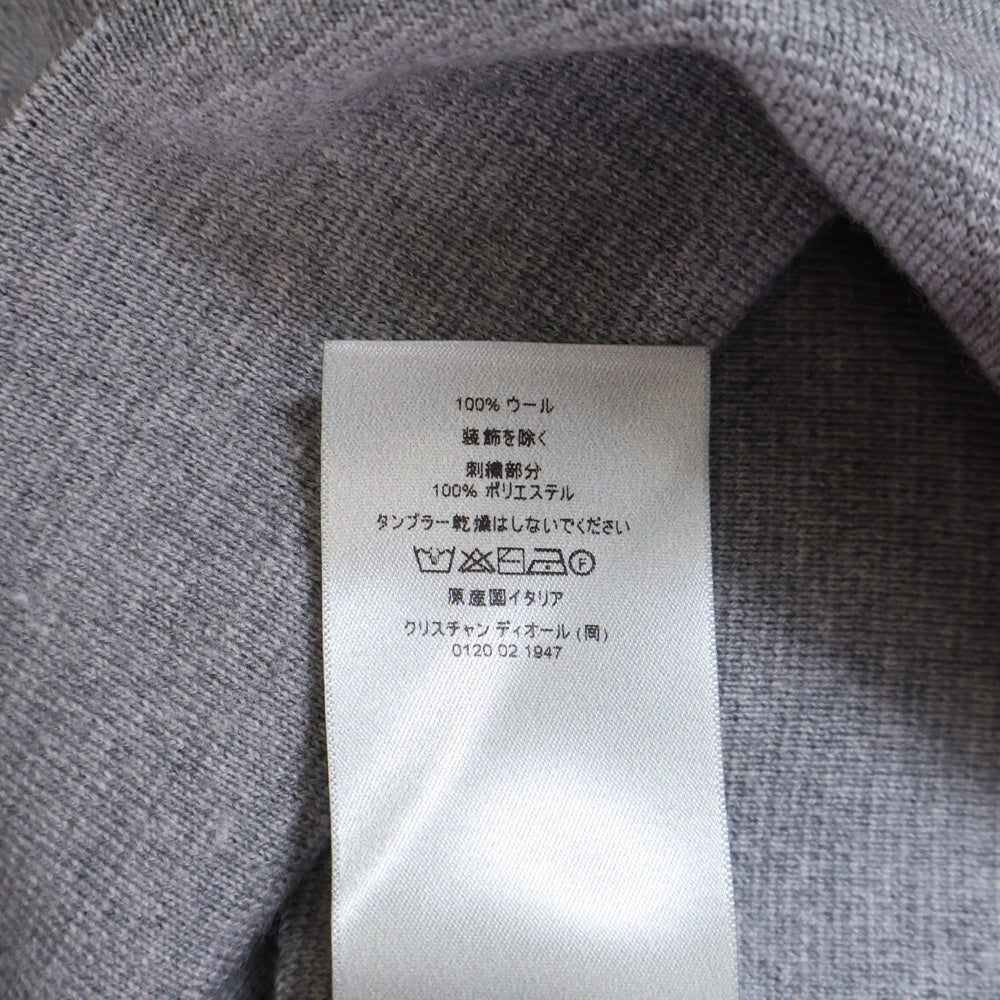 100% ウール
装飾を除く
刺繍部分
100% ポリエステル
タンブラー乾燥はしないでください
F
原産国イタリア
クリスチャン ディオール (同)
0120 02 1947